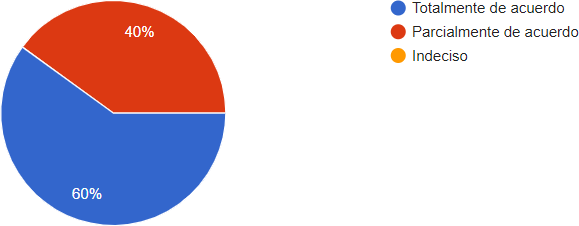 Totalmente de acuerdo
40%
Parcialmente de acuerdo
Indeciso
60%